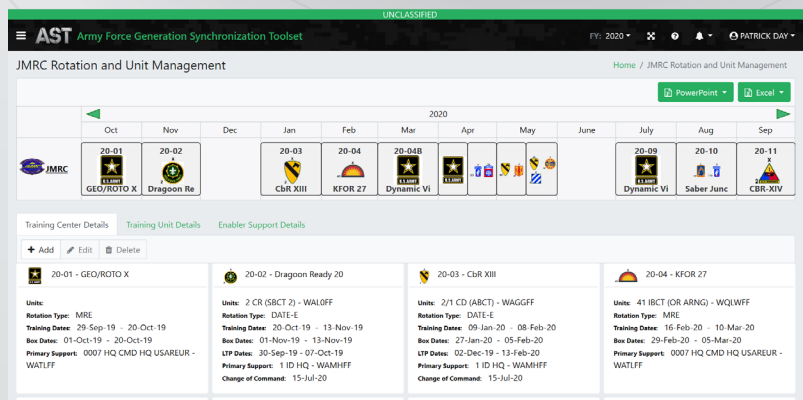 UNCLASSIFIED
AST Army Force Generation Synchronization Toolset
FY: 2020
PATRICK DAY
JMRC Rotation and Unit Management
Home / JMRC Rotation and Unit Management
PowerPoint
Excel
2020
Oct Nov Dec Jan Feb Mar Apr May June July Aug Sep
JMRC
20-01 20-02 20-03 20-04 20-04B 20-09 20-10 20-11
GEO/ROTO X Dragoon Re CbR XIII KFOR 27 Dynamic Vi Dynamic Vi Saber Junc CBR-XIV
Training Center Details Training Unit Details Enabler Support Details
Add Edit Delete
20-01 - GEO/ROTO X
Units:
Rotation Type: MRE
Training Dates: 29-Sep-19 - 20-Oct-19
Box Dates: 01-Oct-19 - 20-Oct-19
Primary Support: 0007 HQ CMD HQ USAREUR -
WATLFF
20-02 - Dragoon Ready 20
Units: 2 CR (SBCT 2) - WAL0FF
Rotation Type: DATE-E
Training Dates: 20-Oct-19 - 13-Nov-19
Box Dates: 01-Nov-19 - 13-Nov-19
LTP Dates: 30-Sep-19 - 07-Oct-19
Primary Support: 1 ID HQ - WAMHFF
Change of Command: 15-Jul-20
20-03 - CbR XIII
Units: 2/1 CD (ABCT) - WAGGFF
Rotation Type: DATE-E
Training Dates: 09-Jan-20 - 08-Feb-20
Box Dates: 27-Jan-20 - 05-Feb-20
LTP Dates: 02-Dec-19 - 13-Feb-20
Primary Support: 1 ID HQ - WAMHFF
Change of Command: 15-Jul-20
20-04 - KFOR 27
Units: 41 IBCT (OR ARNG) - WQLWFF
Rotation Type: MRE
Training Dates: 16-Feb-20 - 10-Mar-20
Box Dates: 29-Feb-20 - 05-Mar-20
Primary Support: 0007 HQ CMD HQ USAREUR -
WATLFF